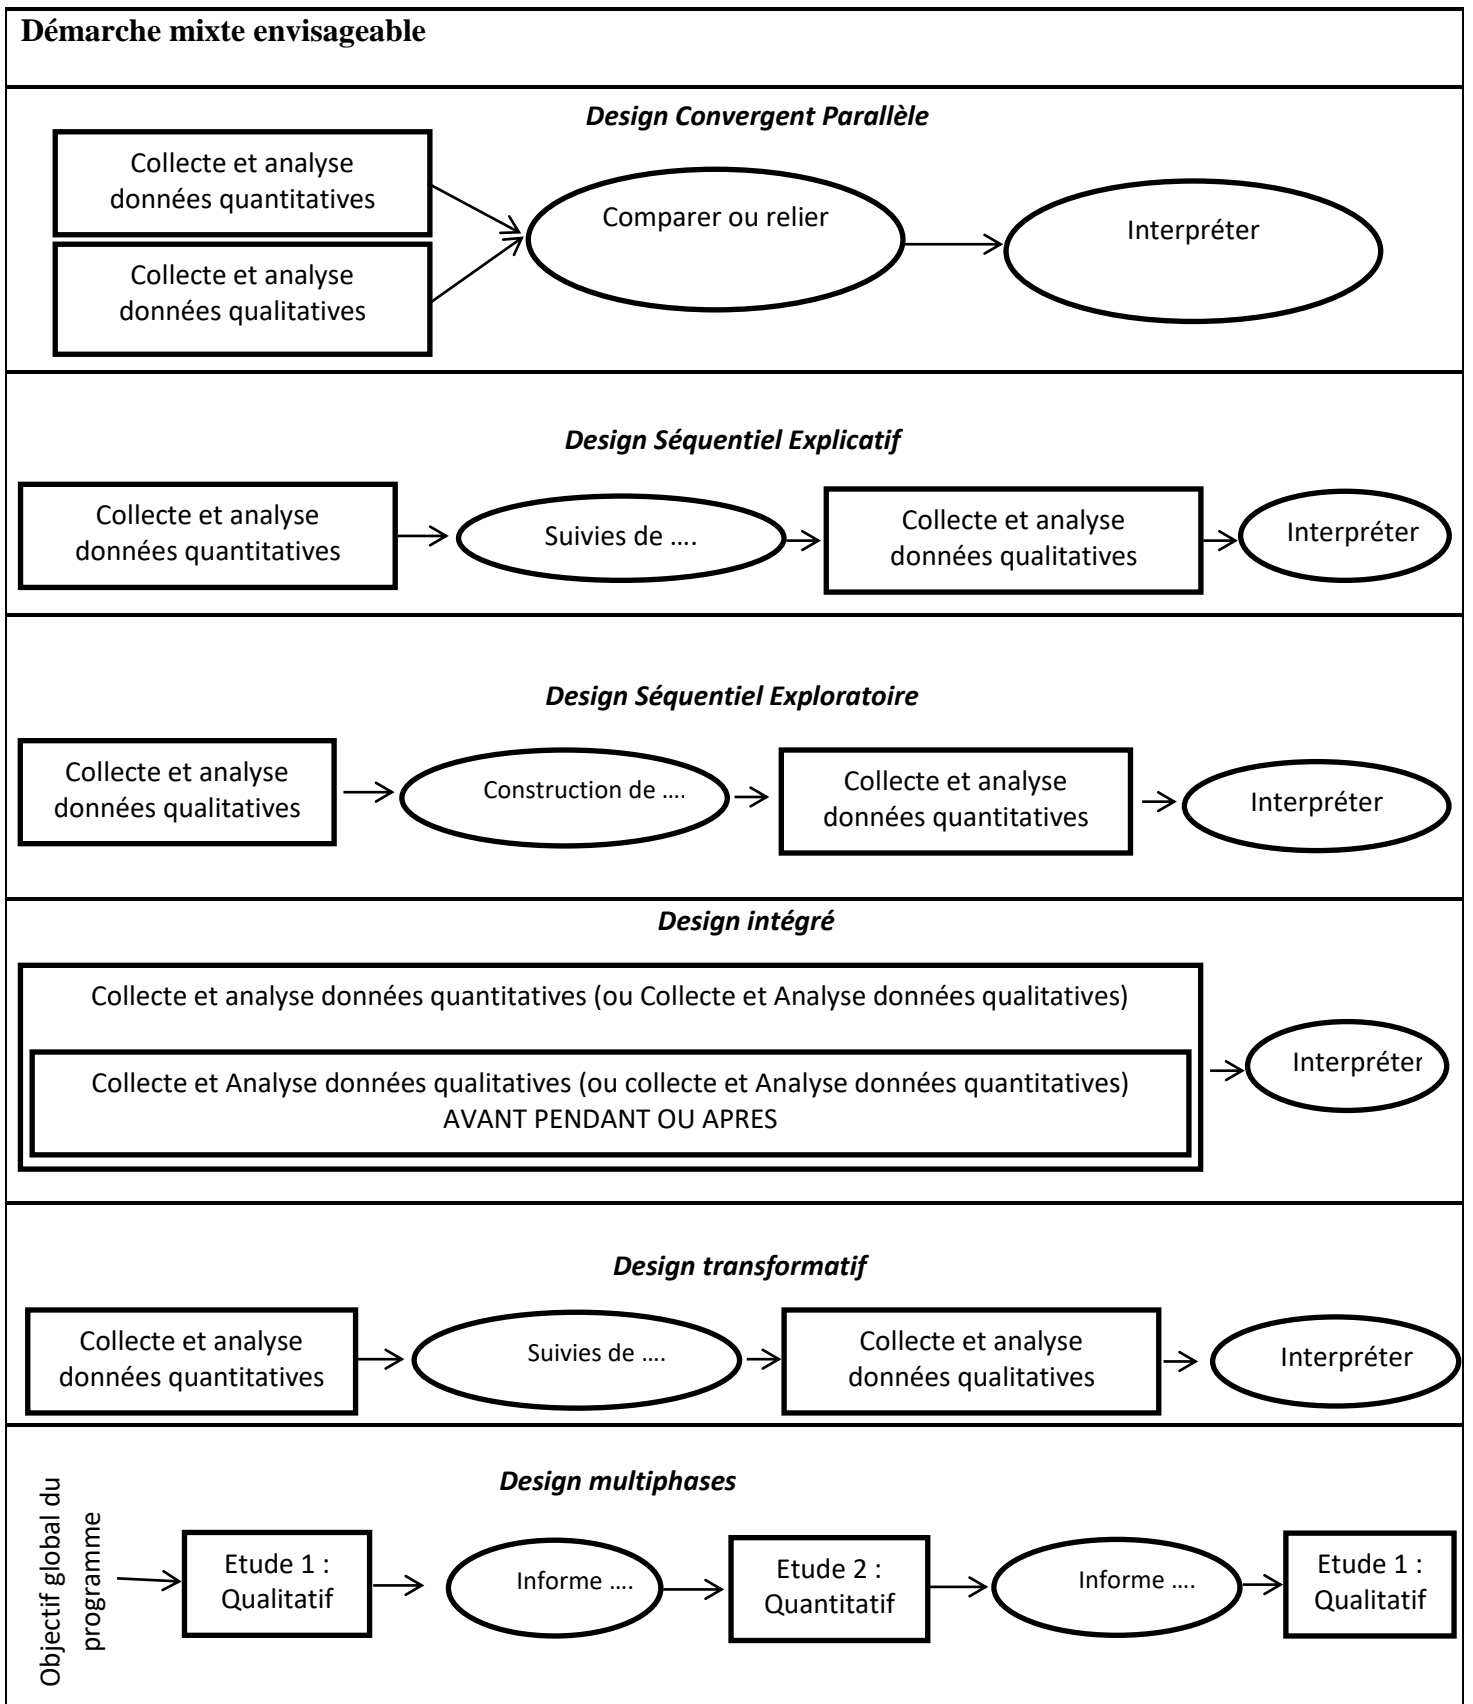 Démarche mixte envisageable
Design Convergent Parallèle
Collecte et analyse
données quantitatives
Collecte et analyse
données qualitatives
Comparer ou relier
Interpréter
Design Séquentiel Explicatif
Collecte et analyse
données quantitatives
Suivies de ....
Collecte et analyse
données qualitatives
Interpréter
Design Séquentiel Exploratoire
Collecte et analyse
données qualitatives
Construction de ....
Collecte et analyse
données quantitatives
Interpréter
Design intégré
Collecte et analyse données quantitatives (ou Collecte et Analyse données qualitatives)
Collecte et Analyse données qualitatives (ou collecte et Analyse données quantitatives)
AVANT PENDANT OU APRES
Interpréter
Design transformatif
Collecte et analyse
données quantitatives
Suivies de ....
Collecte et analyse
données qualitatives
Interpréter
Design multiphases
Objectif global du
programme
Etude 1 :
Qualitatif
Informe ....
Etude 2 :
Quantitatif
Informe ....
Etude 1 :
Qualitatif